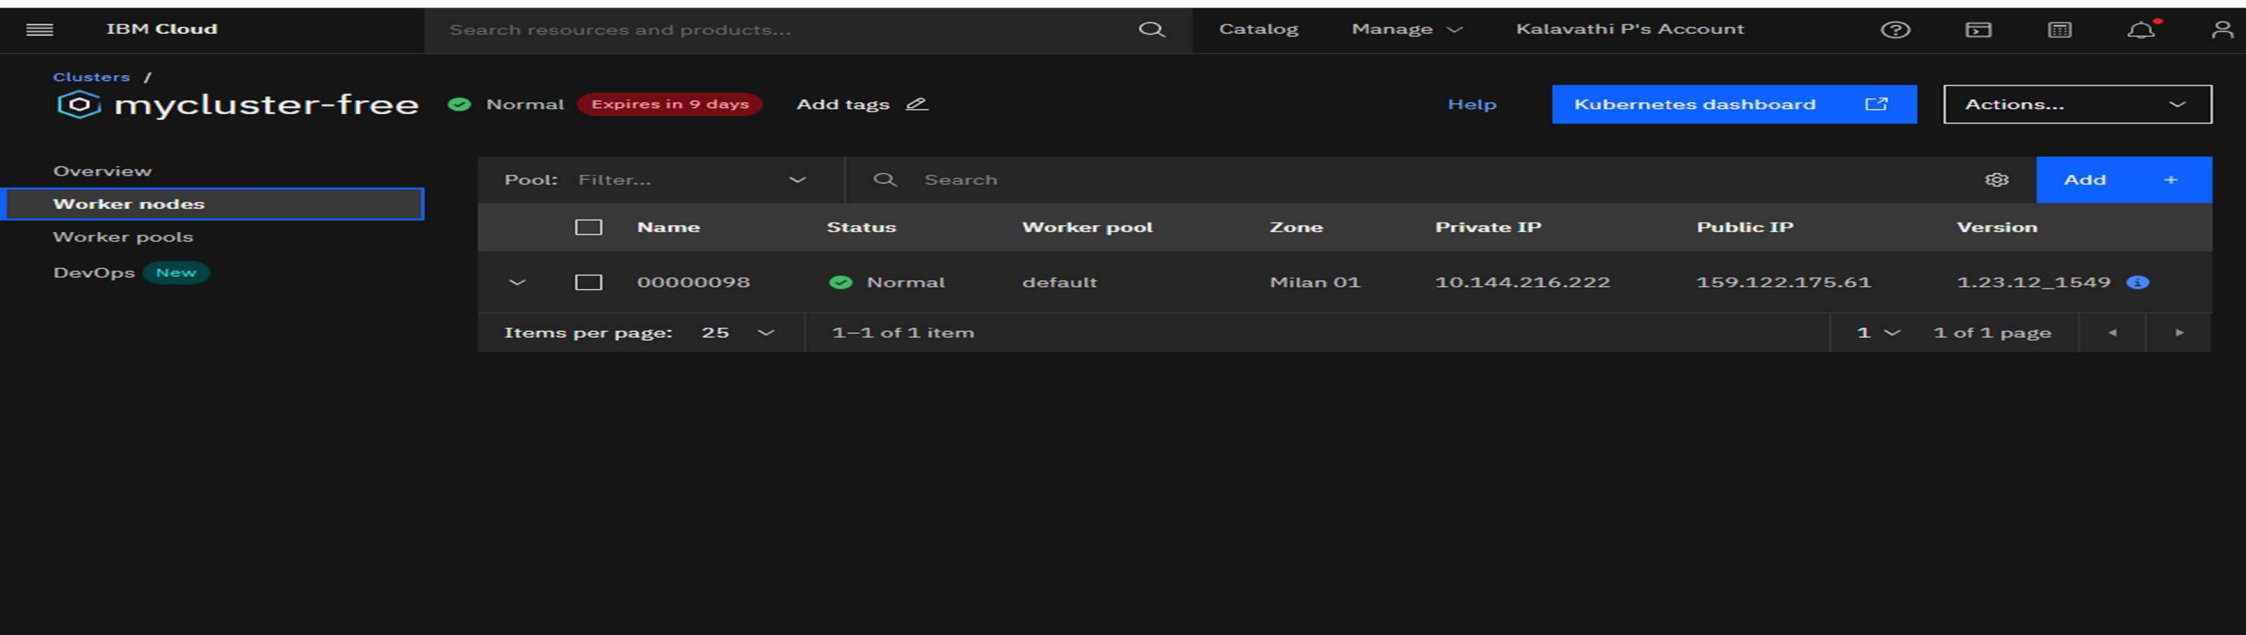 IBM Cloud Search resources and products... Catalog Manage Kalavathi P's Account
Clusters /
mycluster-free Normal Expires in 9 days Add tags Help Kubernetes dashboard Actions...
Overview
Worker nodes
Worker pools
DevOps New
Pool: Filter... Search Add +
Name Status Worker pool Zone Private IP Public IP Version
00000098 Normal default Milan 01 10.144.216.222 159.122.175.61 1.23.12_1549
Items per page: 25 1–1 of 1 item 1 1 of 1 page